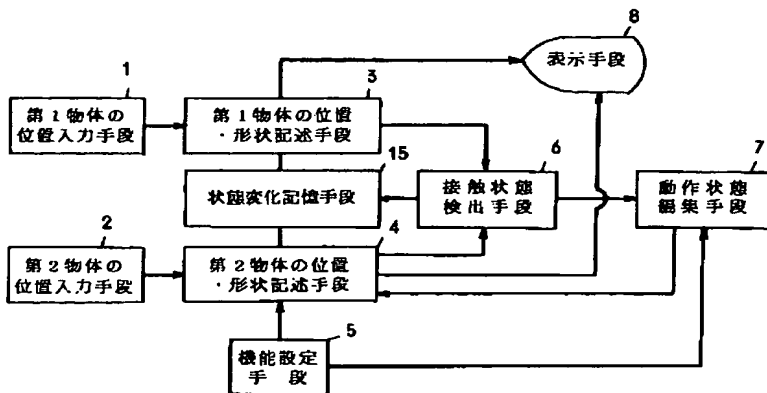 8
表示手段
1
第1物体の
位置入力手段
3
第1物体の位置
・形状記述手段
15
状態変化記憶手段
6
接触状態
検出手段
7
動作状態
編集手段
2
第2物体の
位置入力手段
4
第2物体の位置
・形状記述手段
5
機能設定
手段